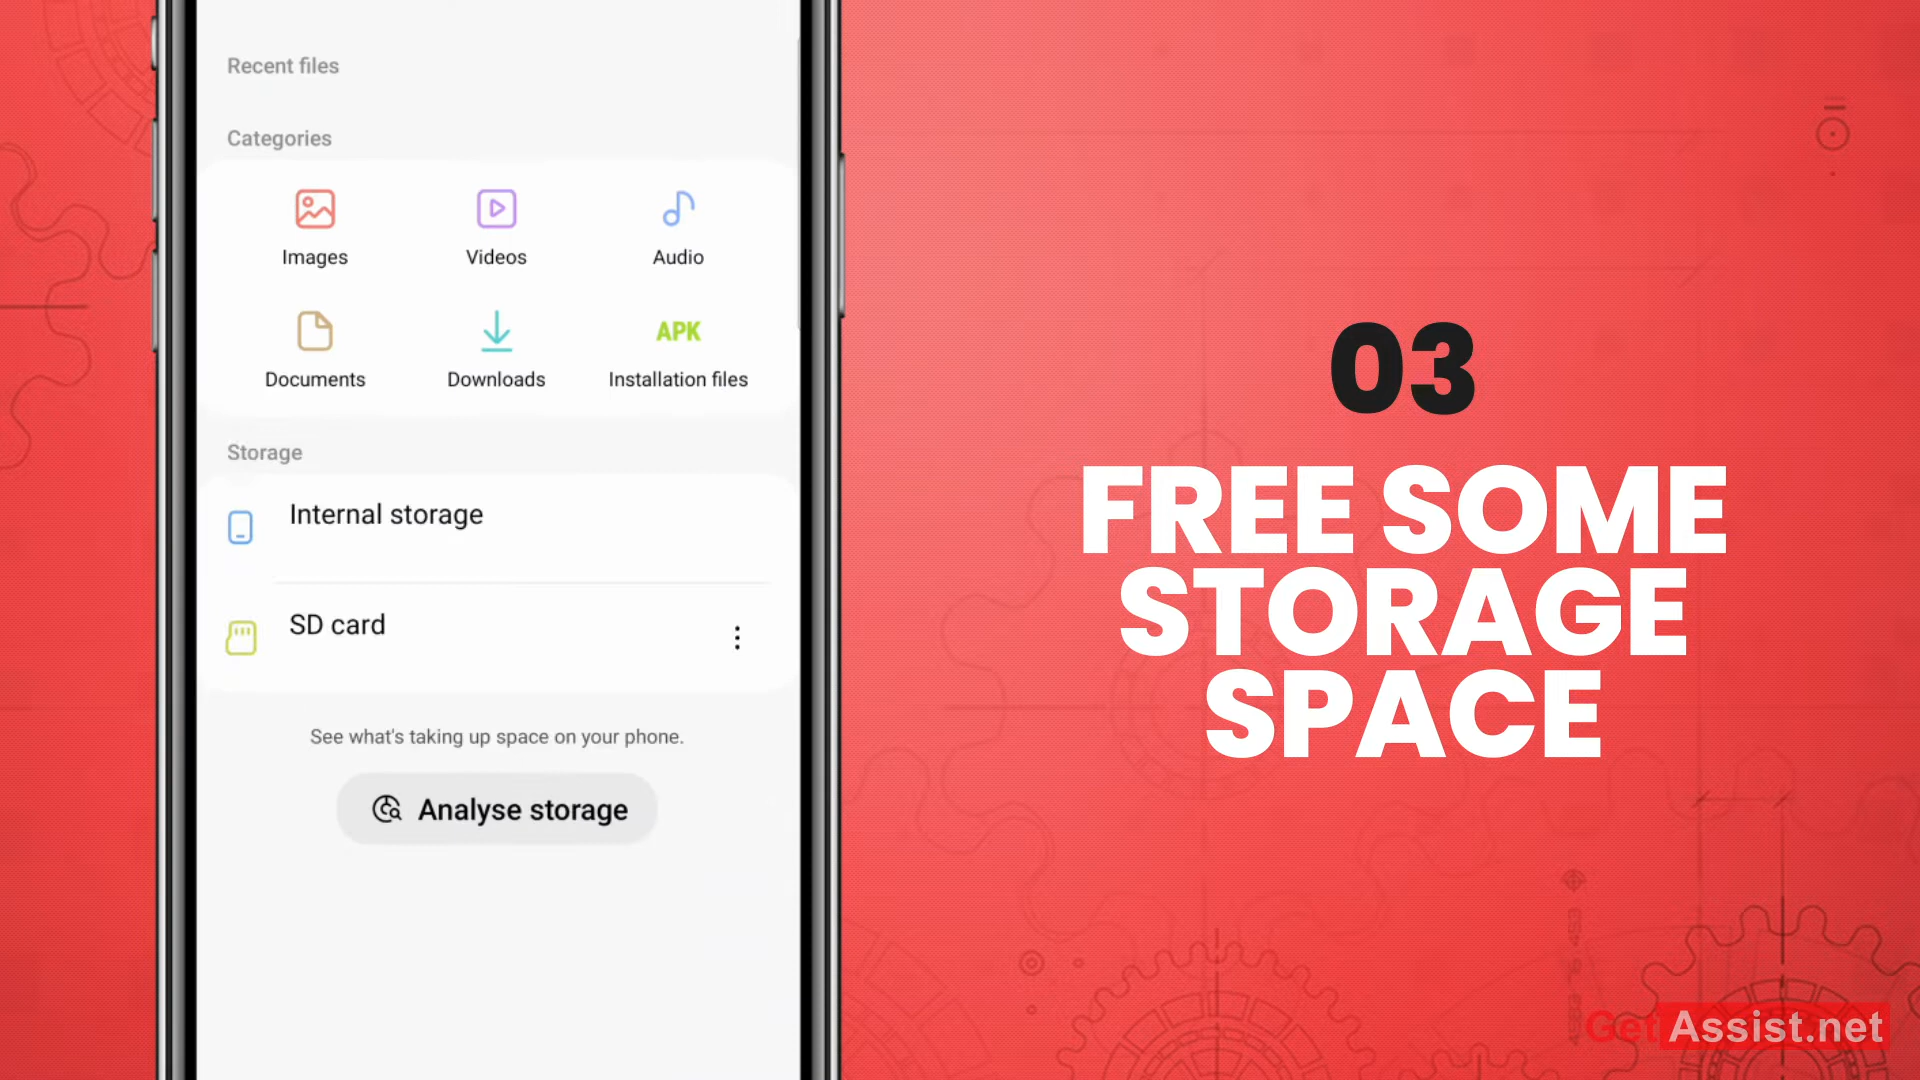 Recent files
Categories
Images
Videos
Audio
APK
Documents
Downloads
Installation files
Storage
Internal storage
SD card
See what's taking up space on your phone.
Analyse storage
03
FREE SOME
STORAGE
SPACE
GetAssist.net